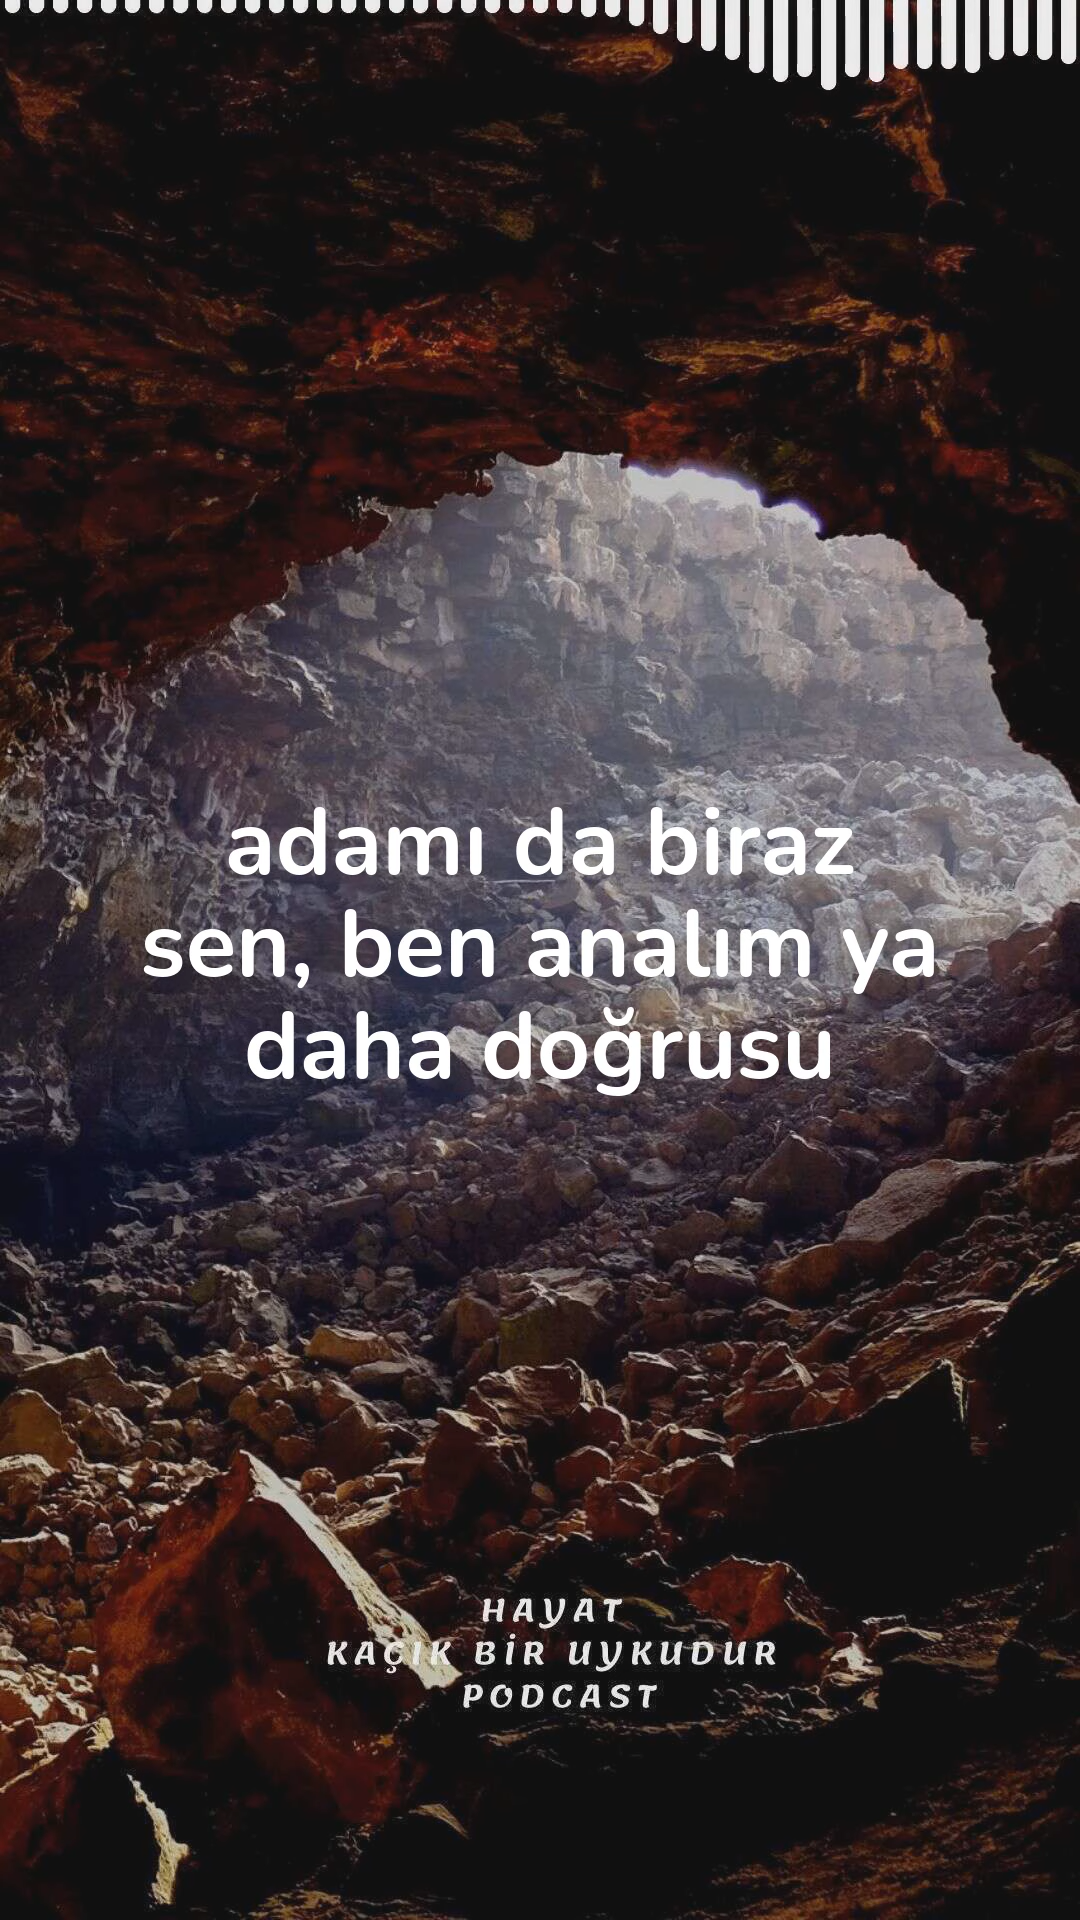 adamı da biraz
sen, ben analım ya
daha doğrusu
HAYAT
KAÇIK BİR UYKUDUR
PODCAST